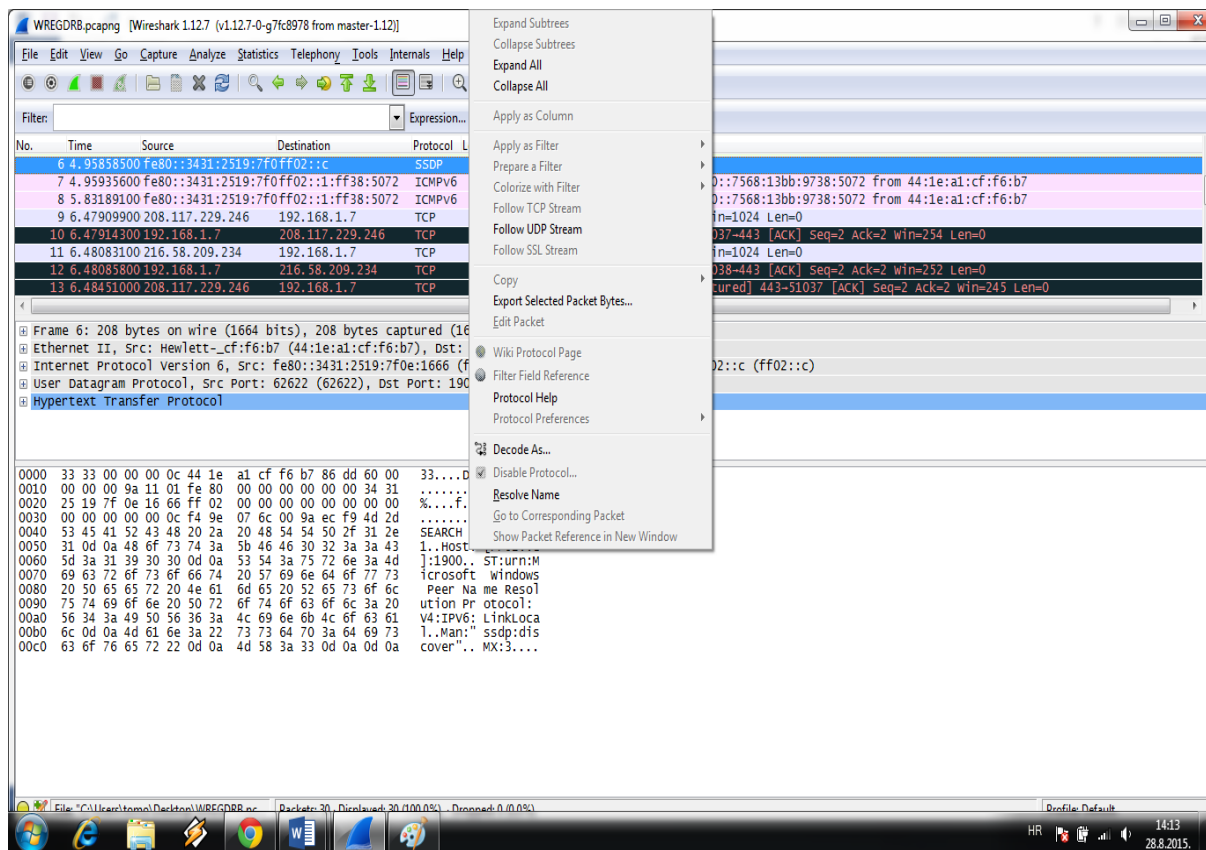 WREGDRB.pcapng [Wireshark 1.12.7 (v1.12.7-0-g7fc8978 from master-1.12)]
File Edit View Go Capture Analyze Statistics Telephony Tools Internals Help
Filter: Expression...
No. Time Source Destination Protocol L
6 4.95858500 fe80::3431:2519:7f0ff02::c SSDP
7 4.95935600 fe80::3431:2519:7f0ff02::1:ff38:5072 ICMPv6 0::7568:13bb:9738:5072 from 44:1e:a1:cf:f6:b7
8 5.83189100 fe80::3431:2519:7f0ff02::1:ff38:5072 ICMPv6 0::7568:13bb:9738:5072 from 44:1e:a1:cf:f6:b7
9 6.47909900 208.117.229.246 192.168.1.7 TCP in=1024 Len=0
10 6.47914300 192.168.1.7 208.117.229.246 TCP 037→443 [ACK] Seq=2 Ack=2 Win=254 Len=0
11 6.48083100 216.58.209.234 192.168.1.7 TCP in=1024 Len=0
12 6.48085800 192.168.1.7 216.58.209.234 TCP 038→443 [ACK] Seq=2 Ack=2 Win=252 Len=0
13 6.48451000 208.117.229.246 192.168.1.7 TCP tured] 443→51037 [ACK] Seq=2 Ack=2 Win=245 Len=0
Expand Subtrees
Collapse Subtrees
Expand All
Collapse All
Apply as Column
Apply as Filter
Prepare a Filter
Colorize with Filter
Follow TCP Stream
Follow UDP Stream
Follow SSL Stream
Copy
Export Selected Packet Bytes...
Edit Packet
Wiki Protocol Page
Filter Field Reference
Protocol Help
Protocol Preferences
Decode As...
Disable Protocol...
Resolve Name
Go to Corresponding Packet
Show Packet Reference in New Window
Frame 6: 208 bytes on wire (1664 bits), 208 bytes captured (16
Ethernet II, Src: Hewlett-_cf:f6:b7 (44:1e:a1:cf:f6:b7), Dst:
Internet Protocol Version 6, Src: fe80::3431:2519:7f0e:1666 (f 02::c (ff02::c)
User Datagram Protocol, Src Port: 62622 (62622), Dst Port: 190
Hypertext Transfer Protocol
0000 33 33 00 00 00 0c 44 1e a1 cf f6 b7 86 dd 60 00 33....D
0010 00 00 00 9a 11 01 fe 80 00 00 00 00 00 00 34 31 .......
0020 25 19 7f 0e 16 66 ff 02 00 00 00 00 00 00 00 00 %....f.
0030 00 00 00 00 00 0c f4 9e 07 6c 00 9a ec f9 4d 2d .......
0040 53 45 41 52 43 48 20 2a 20 48 54 54 50 2f 31 2e SEARCH
0050 31 0d 0a 48 6f 73 74 3a 5b 46 46 30 32 3a 3a 43 1..Host:
0060 5d 3a 31 39 30 30 0d 0a 53 54 3a 75 72 6e 3a 4d ]:1900.. ST:urn:M
0070 69 63 72 6f 73 6f 66 74 20 57 69 6e 64 6f 77 73 icrosoft Windows
0080 20 50 65 65 72 20 4e 61 6d 65 20 52 65 73 6f 6c Peer Na me Resol
0090 75 74 69 6f 6e 20 50 72 6f 74 6f 63 6f 6c 3a 20 ution Pr otocol:
00a0 56 34 3a 49 50 56 36 3a 4c 69 6e 6b 4c 6f 63 61 V4:IPV6: LinkLoca
00b0 6c 0d 0a 4d 61 6e 3a 22 73 73 64 70 3a 64 69 73 l..Man:" ssdp:dis
00c0 63 6f 76 65 72 22 0d 0a 4d 58 3a 33 0d 0a 0d 0a cover".. MX:3....
File: "C:\Users\tomo\Desktop\WREGDRB.pc... Packets: 30 · Displayed: 30 (100.0%) · Dropped: 0 (0.0%) Profile: Default
HR 14:13
28.8.2015.